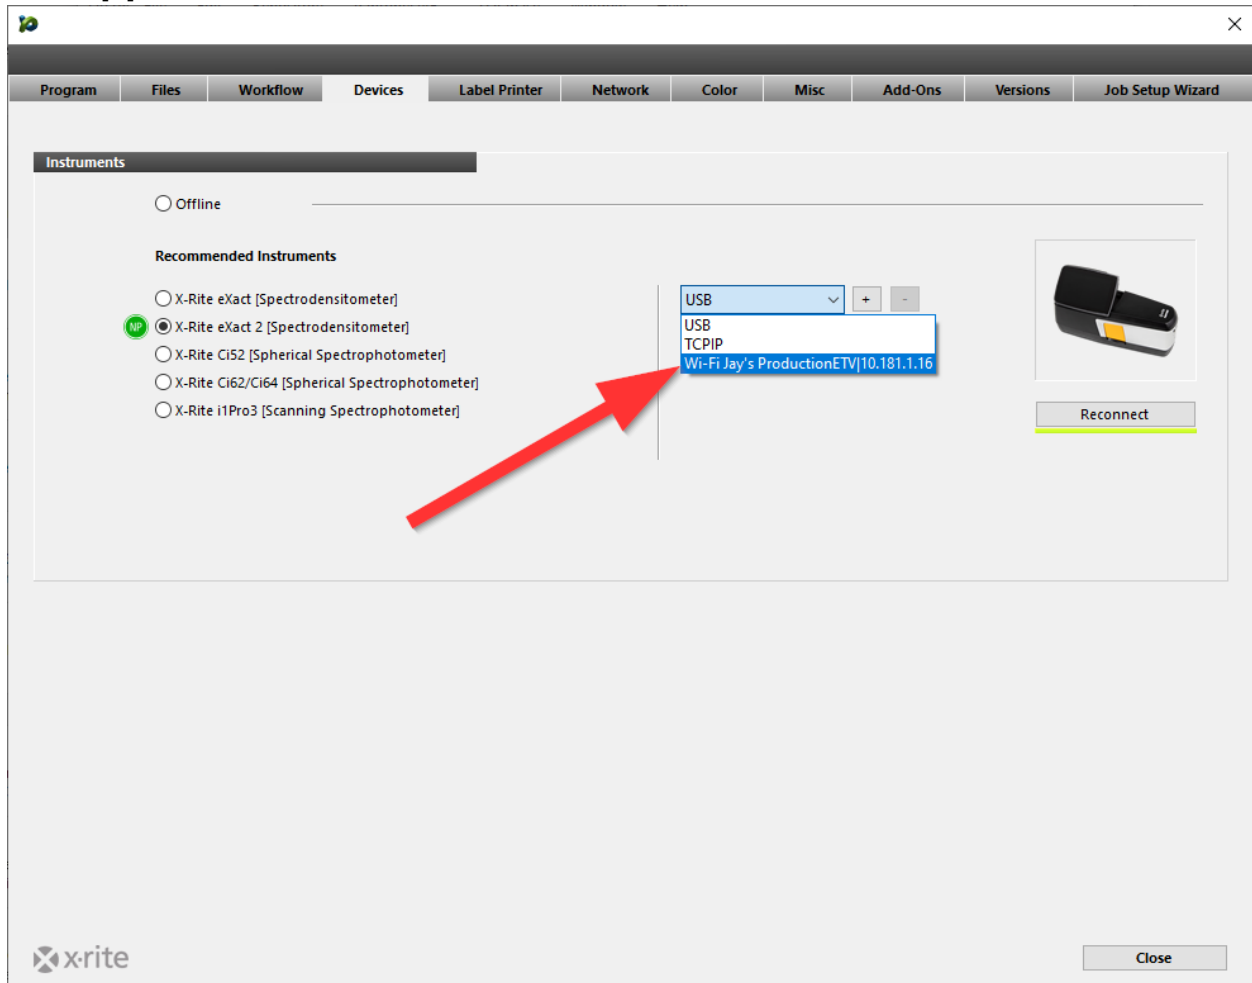 Program Files Workflow Devices Label Printer Network Color Misc Add-Ons Versions Job Setup Wizard
Instruments
Offline
Recommended Instruments
X-Rite eXact [Spectrodensitometer]
NP X-Rite eXact 2 [Spectrodensitometer]
X-Rite Ci52 [Spherical Spectrophotometer]
X-Rite Ci62/Ci64 [Spherical Spectrophotometer]
X-Rite i1Pro3 [Scanning Spectrophotometer]
USB + -
USB
TCPIP
Wi-Fi Jay's ProductionETV|10.181.1.16
Reconnect
x·rite
Close